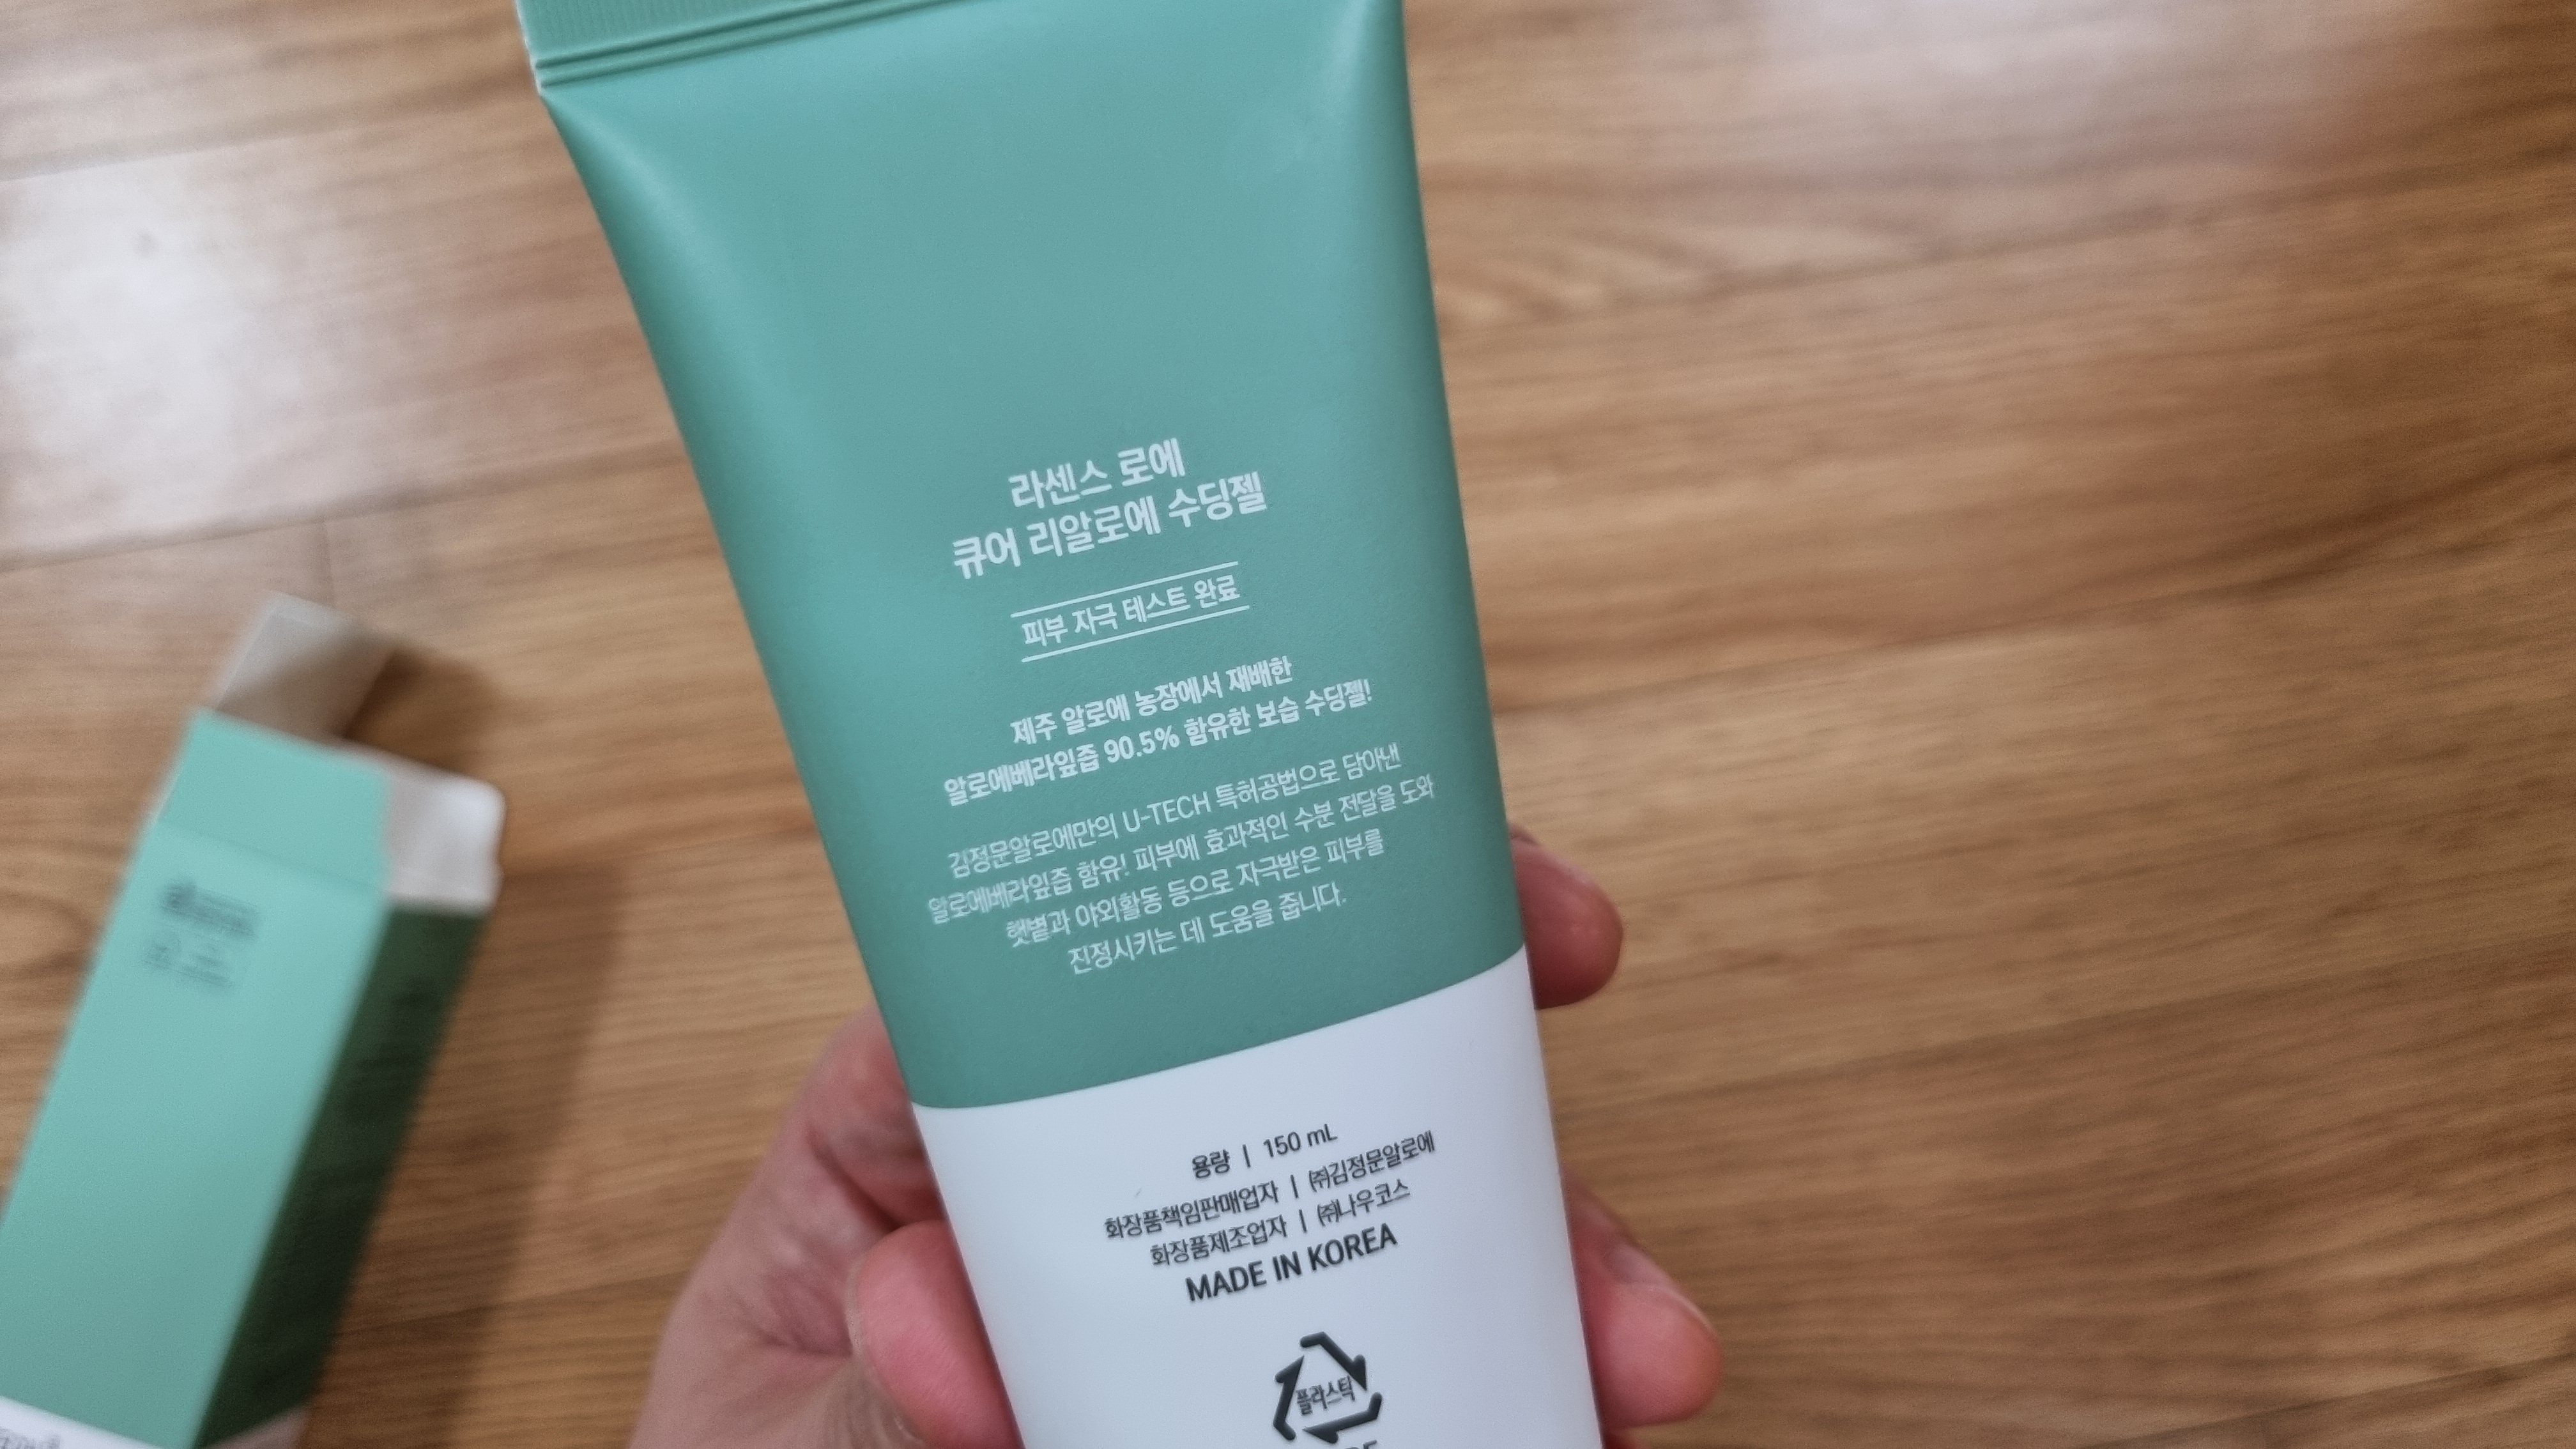 라센스 로에
큐어 리알로에 수딩젤
피부 자극 테스트 완료
제주 알로에 농장에서 재배한
알로에베라잎즙 90.5% 함유한 보습 수딩젤!
김정문알로에만의 U-TECH 특허공법으로 담아낸
알로에베라잎즙 함유! 피부에 효과적인 수분 전달을 도와
햇볕과 야외활동 등으로 자극받은 피부를
진정시키는 데 도움을 줍니다.
용량 | 150 mL
화장품책임판매업자 | ㈜김정문알로에
화장품제조업자 | ㈜나우코스
MADE IN KOREA
플라스틱